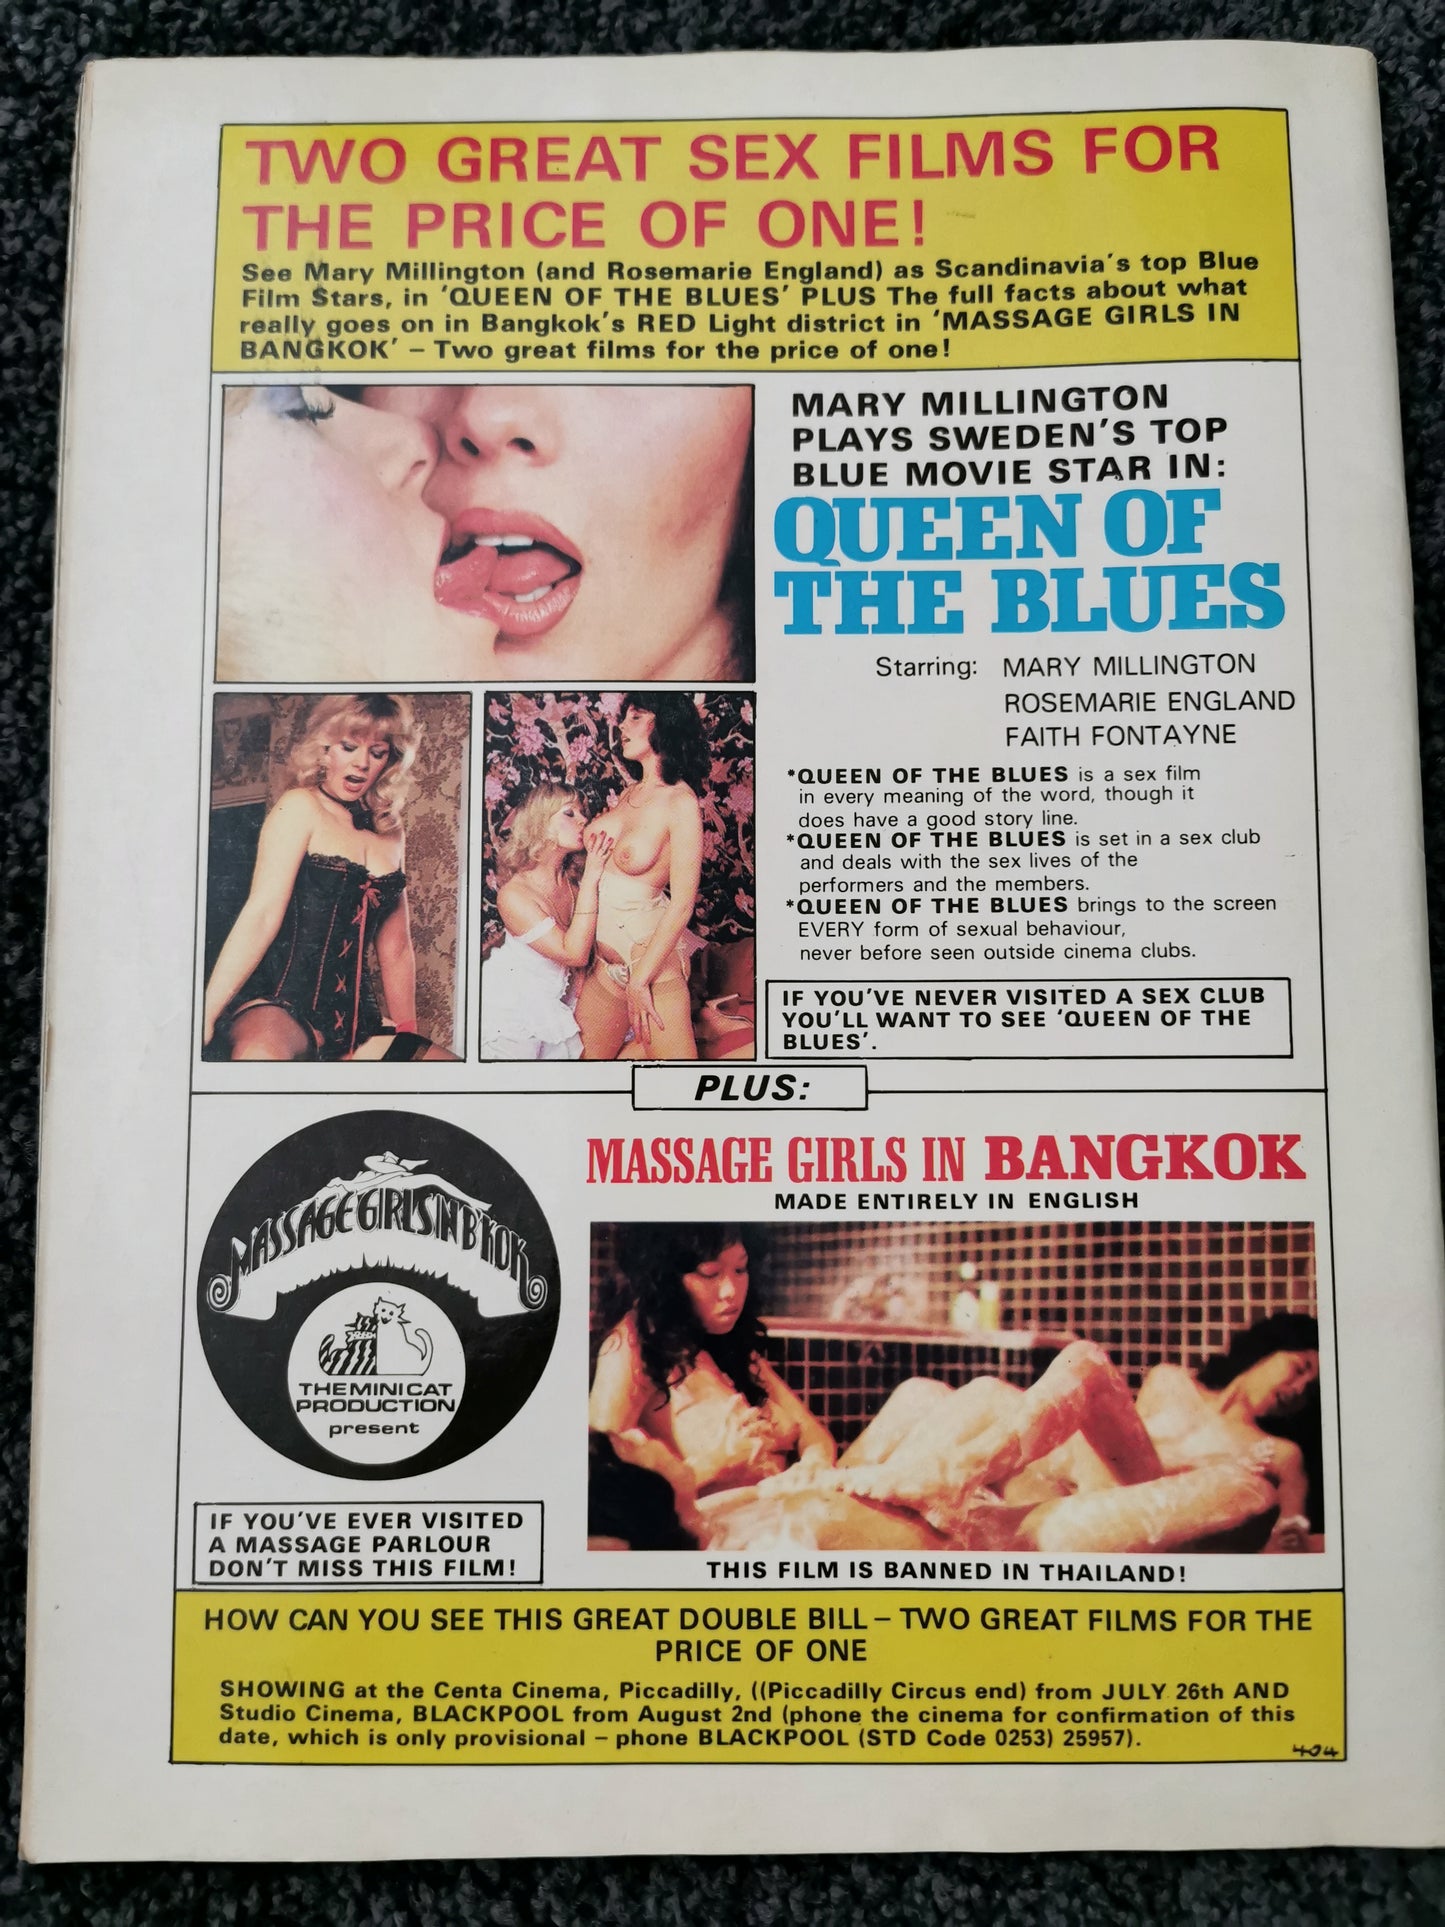 TWO GREAT SEX FILMS FOR
THE PRICE OF ONE!
See Mary Millington (and Rosemarie England) as Scandinavia's top Blue
Film Stars, in 'QUEEN OF THE BLUES' PLUS The full facts about what
really goes on in Bangkok's RED Light district in 'MASSAGE GIRLS IN
BANGKOK' – Two great films for the price of one!
MARY MILLINGTON
PLAYS SWEDEN'S TOP
BLUE MOVIE STAR IN:
QUEEN OF
THE BLUES
Starring: MARY MILLINGTON
ROSEMARIE ENGLAND
FAITH FONTAYNE
*QUEEN OF THE BLUES is a sex film
in every meaning of the word, though it
does have a good story line.
*QUEEN OF THE BLUES is set in a sex club
and deals with the sex lives of the
performers and the members.
*QUEEN OF THE BLUES brings to the screen
EVERY form of sexual behaviour,
never before seen outside cinema clubs.
IF YOU'VE NEVER VISITED A SEX CLUB
YOU'LL WANT TO SEE 'QUEEN OF THE
BLUES'.
PLUS:
MASSAGE GIRLS IN B'KOK
THE MINI CAT
PRODUCTION
present
MASSAGE GIRLS IN BANGKOK
MADE ENTIRELY IN ENGLISH
IF YOU'VE EVER VISITED
A MASSAGE PARLOUR
DON'T MISS THIS FILM!
THIS FILM IS BANNED IN THAILAND!
HOW CAN YOU SEE THIS GREAT DOUBLE BILL – TWO GREAT FILMS FOR THE
PRICE OF ONE
SHOWING at the Centa Cinema, Piccadilly, ((Piccadilly Circus end) from JULY 26th AND
Studio Cinema, BLACKPOOL from August 2nd (phone the cinema for confirmation of this
date, which is only provisional – phone BLACKPOOL (STD Code 0253) 25957).
404